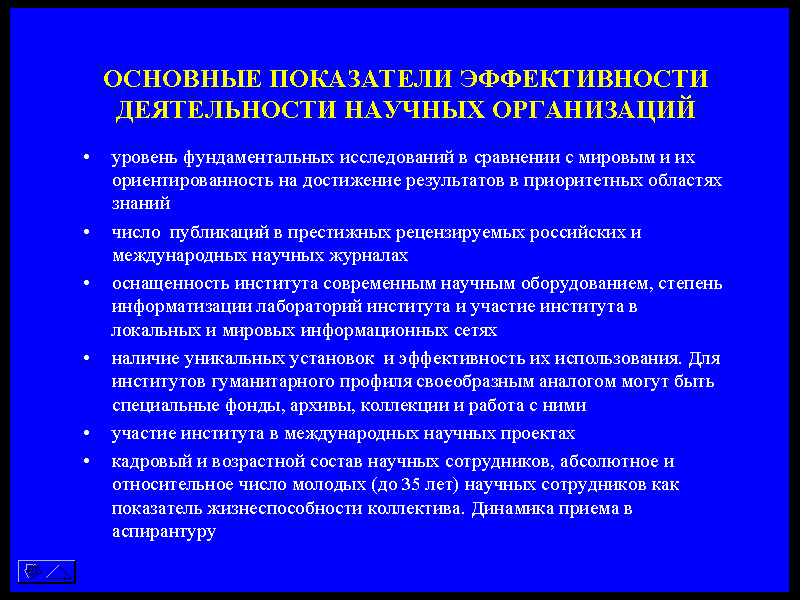 ОСНОВНЫЕ ПОКАЗАТЕЛИ ЭФФЕКТИВНОСТИ
ДЕЯТЕЛЬНОСТИ НАУЧНЫХ ОРГАНИЗАЦИЙ
• уровень фундаментальных исследований в сравнении с мировым и их
ориентированность на достижение результатов в приоритетных областях
знаний
• число публикаций в престижных рецензируемых российских и
международных научных журналах
• оснащенность института современным научным оборудованием, степень
информатизации лабораторий института и участие института в
локальных и мировых информационных сетях
• наличие уникальных установок и эффективность их использования. Для
институтов гуманитарного профиля своеобразным аналогом могут быть
специальные фонды, архивы, коллекции и работа с ними
• участие института в международных научных проектах
• кадровый и возрастной состав научных сотрудников, абсолютное и
относительное число молодых (до 35 лет) научных сотрудников как
показатель жизнеспособности коллектива. Динамика приема в
аспирантуру